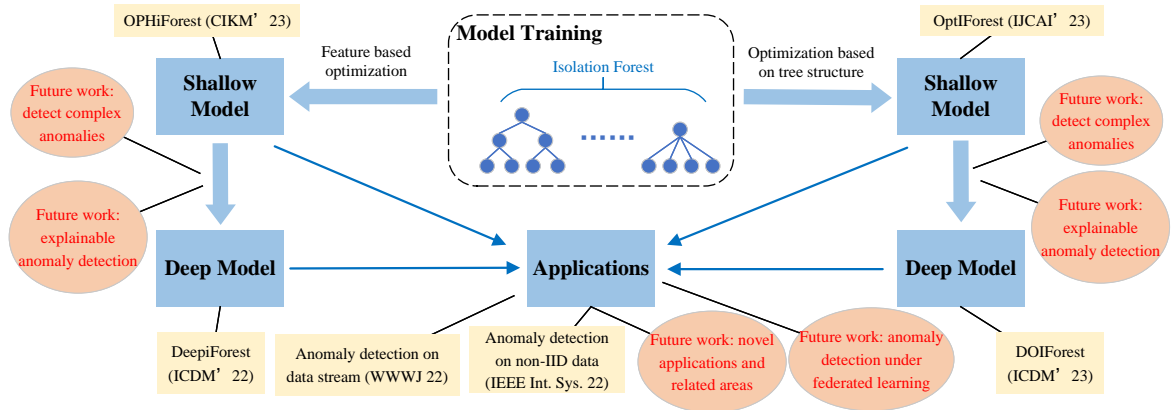 OPHiForest (CIKM’ 23)
Model Training
OptIForest (IJCAI’ 23)
Feature based
optimization
Isolation Forest
Optimization based
on tree structure
Shallow
Model
Shallow
Model
Future work:
detect complex
anomalies
Future work:
detect complex
anomalies
Future work:
explainable
anomaly detection
Future work:
explainable
anomaly detection
Deep Model
Applications
Deep Model
DeepiForest
(ICDM’ 22)
Anomaly detection on
data stream (WWWJ 22)
Anomaly detection
on non-IID data
(IEEE Int. Sys. 22)
Future work: novel
applications and
related areas
Future work: anomaly
detection under
federated learning
DOIForest
(ICDM’ 23)